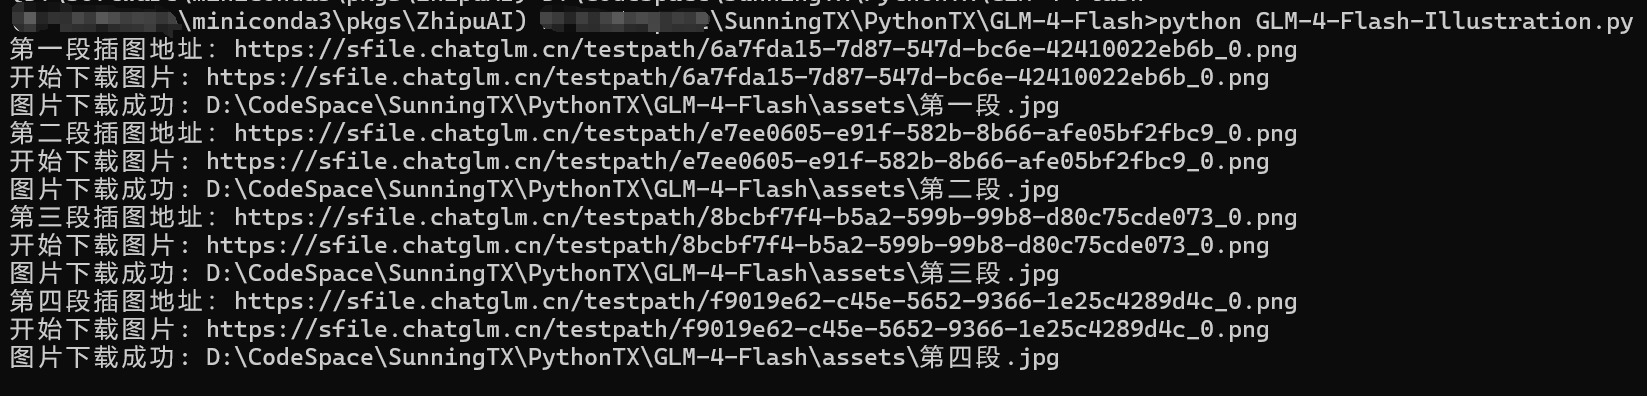 \miniconda3\pkgs\ZhipuAI) \SunningTX\PythonTX\GLM-4-Flash>python GLM-4-Flash-Illustration.py
第一段插图地址: https://sfile.chatglm.cn/testpath/6a7fda15-7d87-547d-bc6e-42410022eb6b_0.png
开始下载图片: https://sfile.chatglm.cn/testpath/6a7fda15-7d87-547d-bc6e-42410022eb6b_0.png
图片下载成功: D:\CodeSpace\SunningTX\PythonTX\GLM-4-Flash\assets\第一段.jpg
第二段插图地址: https://sfile.chatglm.cn/testpath/e7ee0605-e91f-582b-8b66-afe05bf2fbc9_0.png
开始下载图片: https://sfile.chatglm.cn/testpath/e7ee0605-e91f-582b-8b66-afe05bf2fbc9_0.png
图片下载成功: D:\CodeSpace\SunningTX\PythonTX\GLM-4-Flash\assets\第二段.jpg
第三段插图地址: https://sfile.chatglm.cn/testpath/8bcbf7f4-b5a2-599b-99b8-d80c75cde073_0.png
开始下载图片: https://sfile.chatglm.cn/testpath/8bcbf7f4-b5a2-599b-99b8-d80c75cde073_0.png
图片下载成功: D:\CodeSpace\SunningTX\PythonTX\GLM-4-Flash\assets\第三段.jpg
第四段插图地址: https://sfile.chatglm.cn/testpath/f9019e62-c45e-5652-9366-1e25c4289d4c_0.png
开始下载图片: https://sfile.chatglm.cn/testpath/f9019e62-c45e-5652-9366-1e25c4289d4c_0.png
图片下载成功: D:\CodeSpace\SunningTX\PythonTX\GLM-4-Flash\assets\第四段.jpg